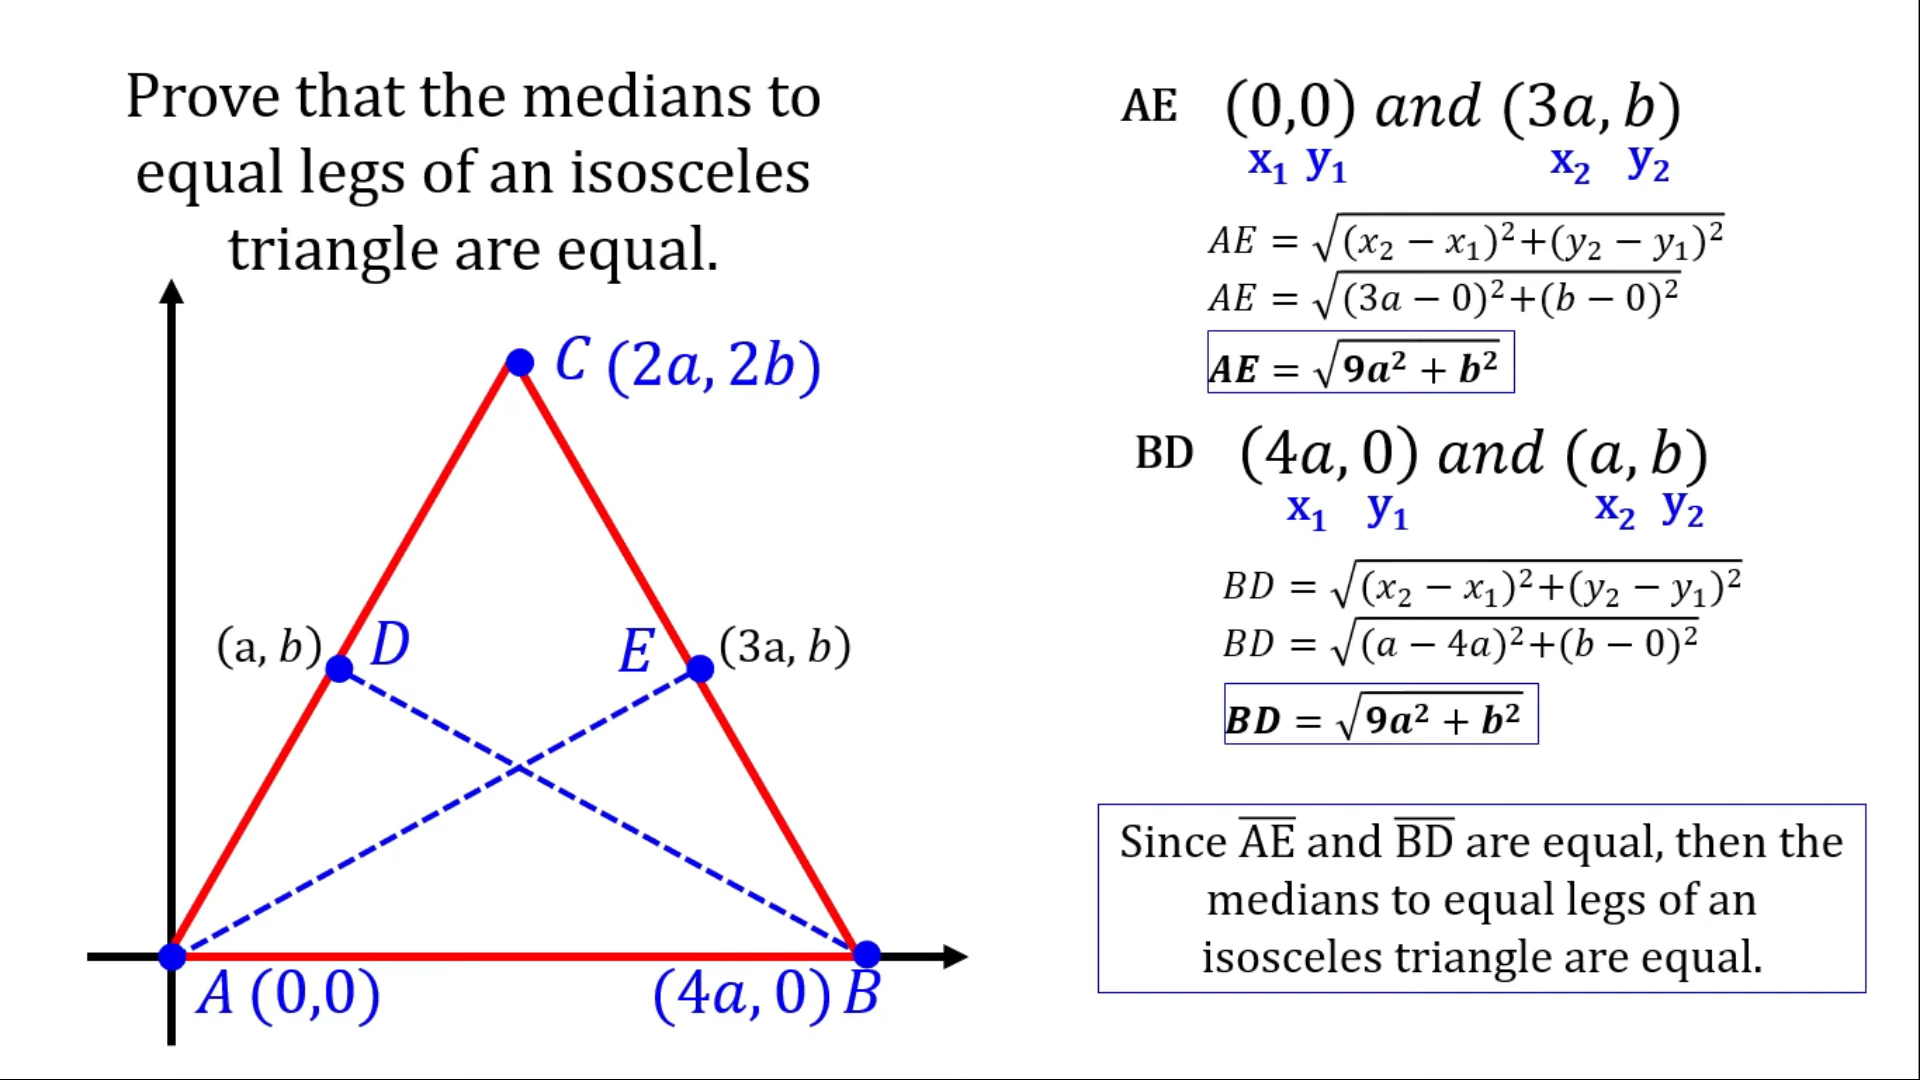 Prove that the medians to
equal legs of an isosceles
triangle are equal.
C (2a, 2b)
(a, b) D
E (3a, b)
A (0,0)
(4a, 0) B
AE (0,0) and (3a, b)
x₁ y₁ x₂ y₂
AE = √(x₂ − x₁)²+(y₂ − y₁)²
AE = √(3a − 0)²+(b − 0)²
AE = √9a² + b²
BD (4a, 0) and (a, b)
x₁ y₁ x₂ y₂
BD = √(x₂ − x₁)²+(y₂ − y₁)²
BD = √(a − 4a)²+(b − 0)²
BD = √9a² + b²
Since A̅E̅ and B̅D̅ are equal, then the
medians to equal legs of an
isosceles triangle are equal.